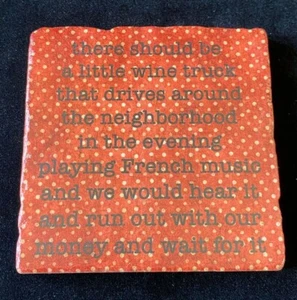 there should be
a little wine truck
that drives around
the neighborhood
in the evening
playing French music
and we would hear it
and run out with our
money and wait for it